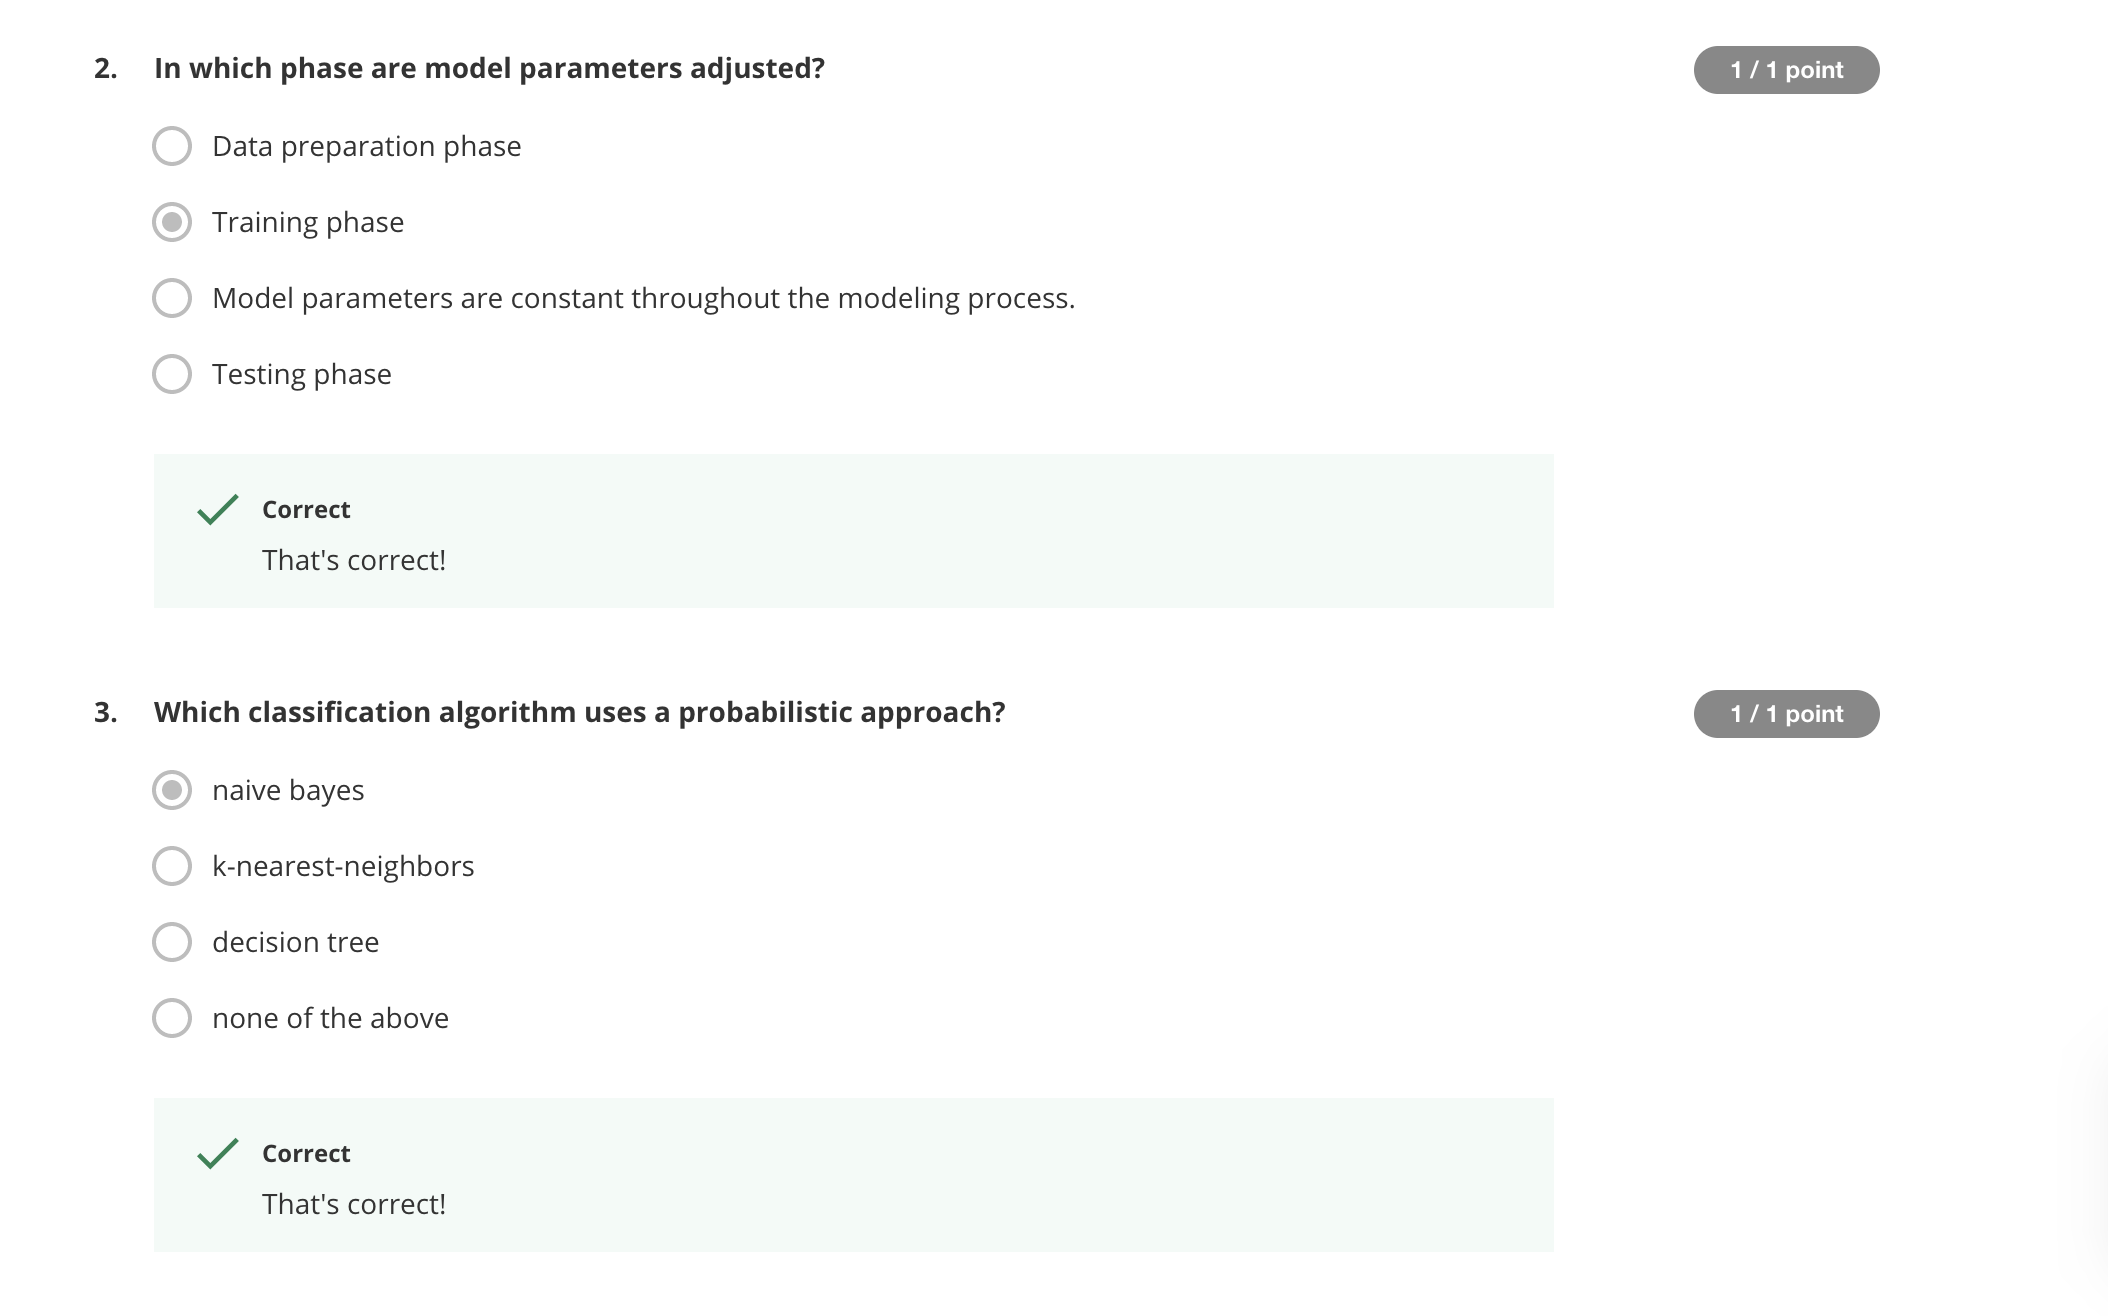 2. In which phase are model parameters adjusted?
1 / 1 point
Data preparation phase
Training phase
Model parameters are constant throughout the modeling process.
Testing phase
Correct
That's correct!
3. Which classification algorithm uses a probabilistic approach?
1 / 1 point
naive bayes
k-nearest-neighbors
decision tree
none of the above
Correct
That's correct!